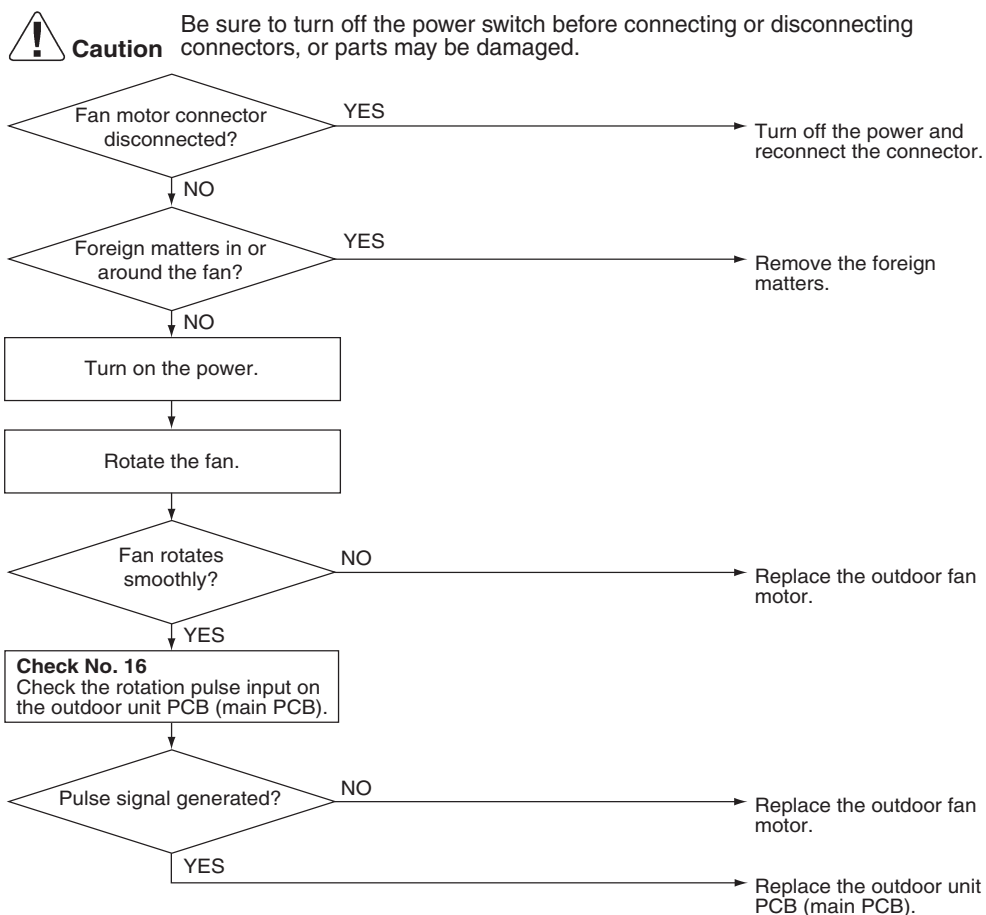 Caution
Be sure to turn off the power switch before connecting or disconnecting
connectors, or parts may be damaged.
Fan motor connector
disconnected?
YES
Turn off the power and
reconnect the connector.
NO
Foreign matters in or
around the fan?
YES
Remove the foreign
matters.
NO
Turn on the power.
Rotate the fan.
Fan rotates
smoothly?
NO
Replace the outdoor fan
motor.
YES
Check No. 16
Check the rotation pulse input on
the outdoor unit PCB (main PCB).
Pulse signal generated?
NO
Replace the outdoor fan
motor.
YES
Replace the outdoor unit
PCB (main PCB).